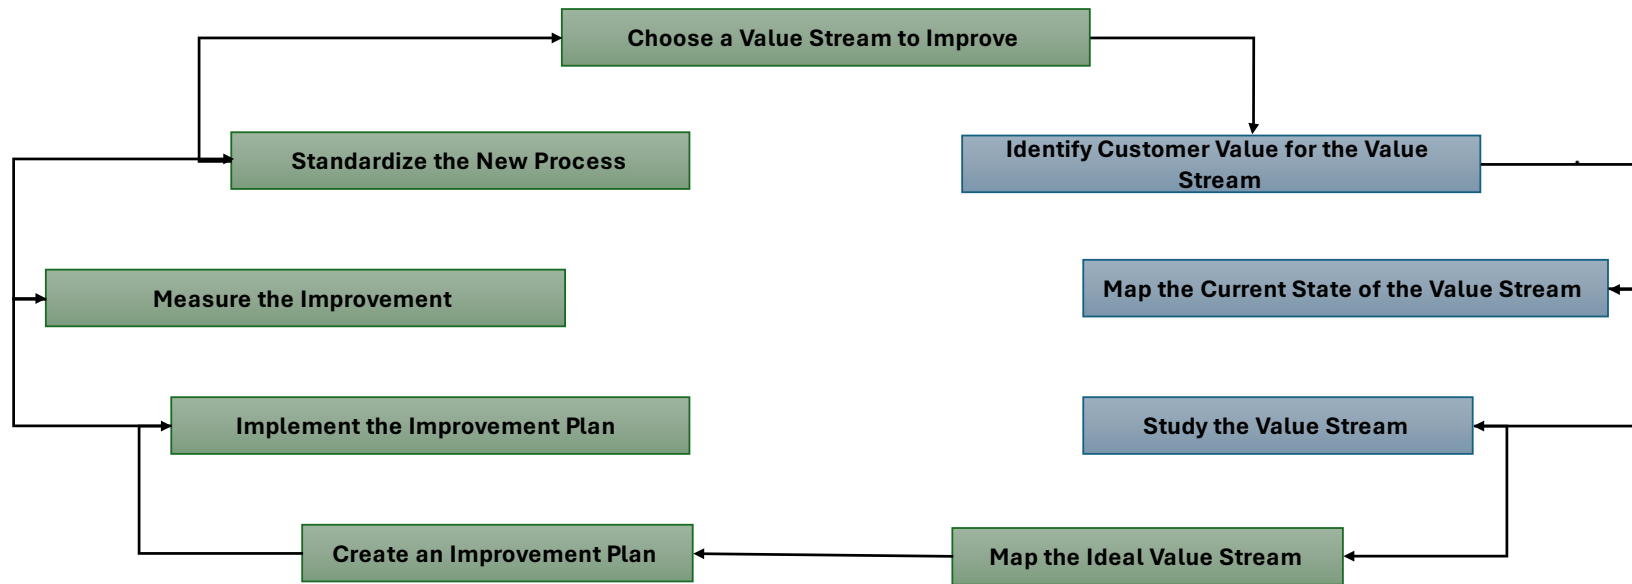 Choose a Value Stream to Improve
Standardize the New Process
Identify Customer Value for the Value
Stream
Measure the Improvement
Map the Current State of the Value Stream
Implement the Improvement Plan
Study the Value Stream
Create an Improvement Plan
Map the Ideal Value Stream